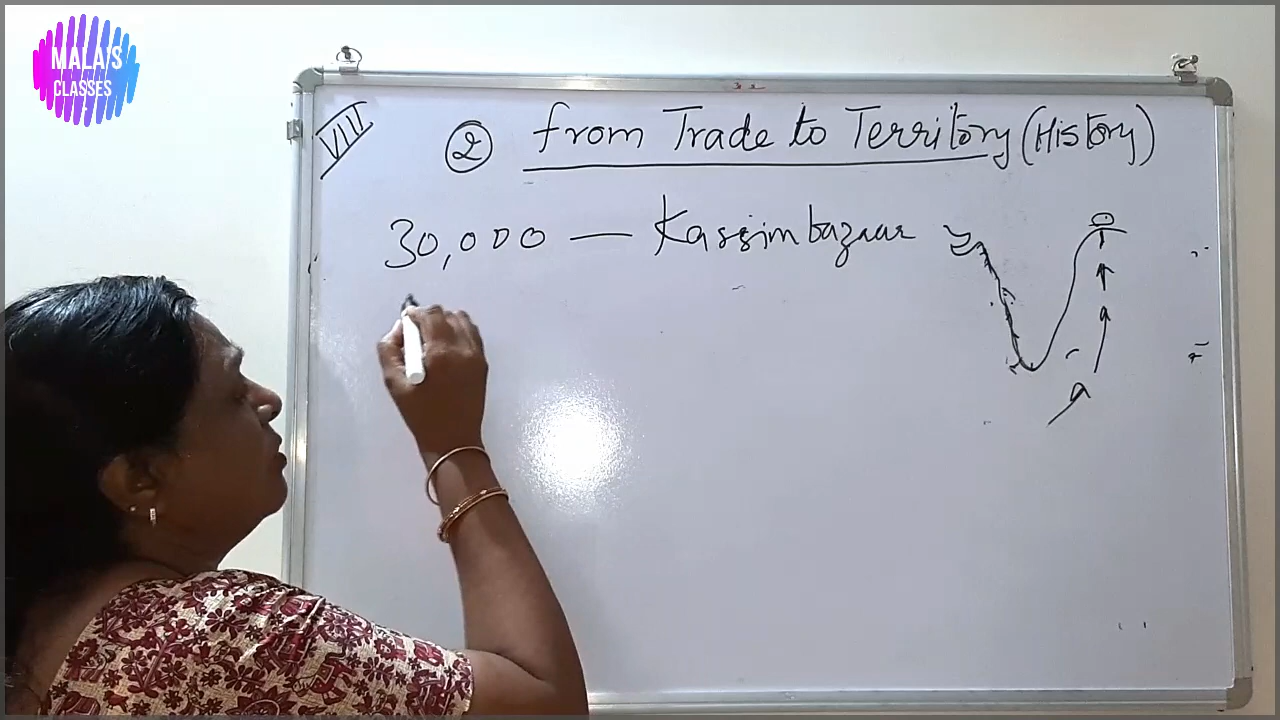 MALA'S
CLASSES
VIII
② from Trade to Territory (History)
30,000 — Kassimbazaar